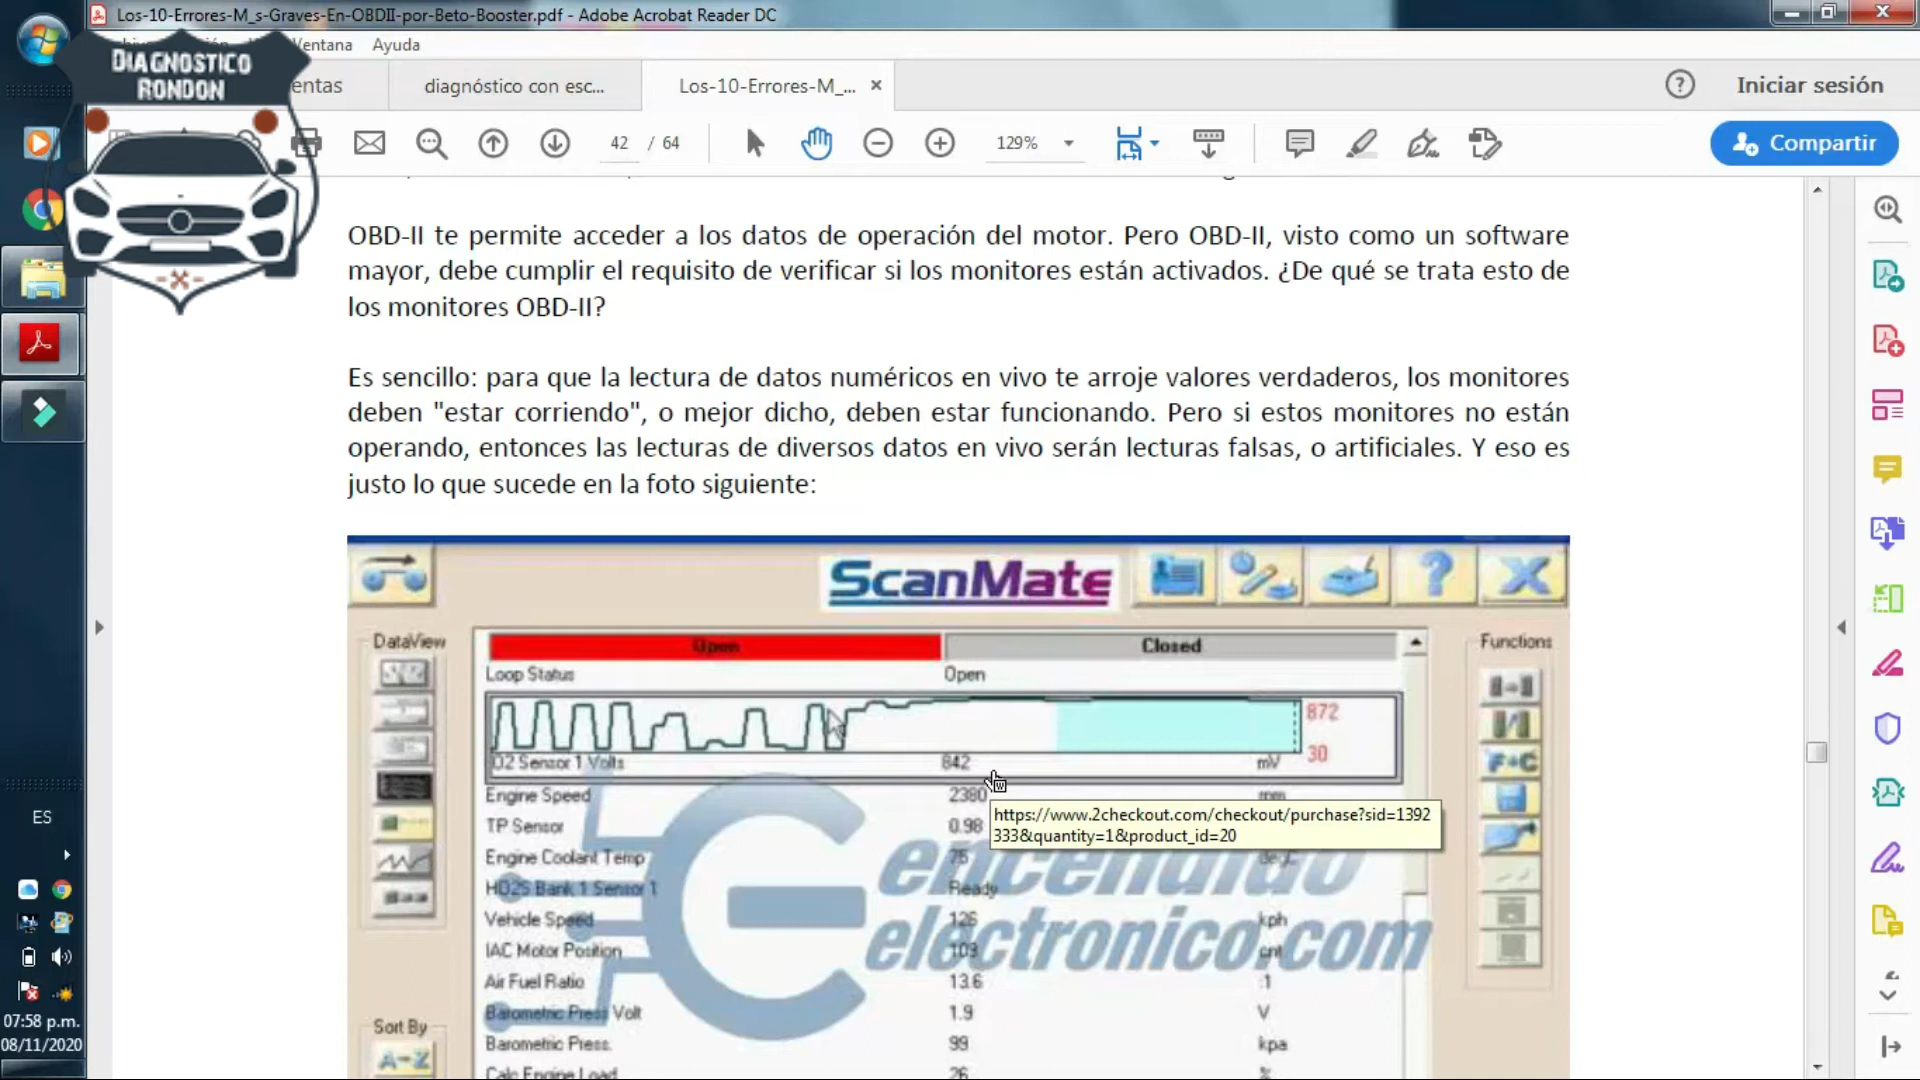 Los-10-Errores-M_s-Graves-En-OBDII-por-Beto-Booster.pdf - Adobe Acrobat Reader DC
Ventana Ayuda
DIAGNOSTICO
RONDON
entas
diagnóstico con esc...
Los-10-Errores-M_...
Iniciar sesión
42 / 64
129%
Compartir
OBD-II te permite acceder a los datos de operación del motor. Pero OBD-II, visto como un software
mayor, debe cumplir el requisito de verificar si los monitores están activados. ¿De qué se trata esto de
los monitores OBD-II?
Es sencillo: para que la lectura de datos numéricos en vivo te arroje valores verdaderos, los monitores
deben "estar corriendo", o mejor dicho, deben estar funcionando. Pero si estos monitores no están
operando, entonces las lecturas de diversos datos en vivo serán lecturas falsas, o artificiales. Y eso es
justo lo que sucede en la foto siguiente:
ScanMate
DataView
Functions
Open Closed
Loop Status Open
872
30
O2 Sensor 1 Volts 842 mV
Engine Speed 2380 rpm
https://www.2checkout.com/checkout/purchase?sid=1392
333&quantity=1&product_id=20
TP Sensor 0.98
Engine Coolant Temp 75 degC
HO2S Bank 1 Sensor 1 Ready
Vehicle Speed 126 kph
IAC Motor Position 103 cnt
Air Fuel Ratio 13.6 :1
Barometric Press Volt 1.9 V
Barometric Press. 99 kpa
Calc Engine Load 26 %
encendido
electronico.com
Sort By
A-Z
F→C
ES
07:58 p.m.
08/11/2020